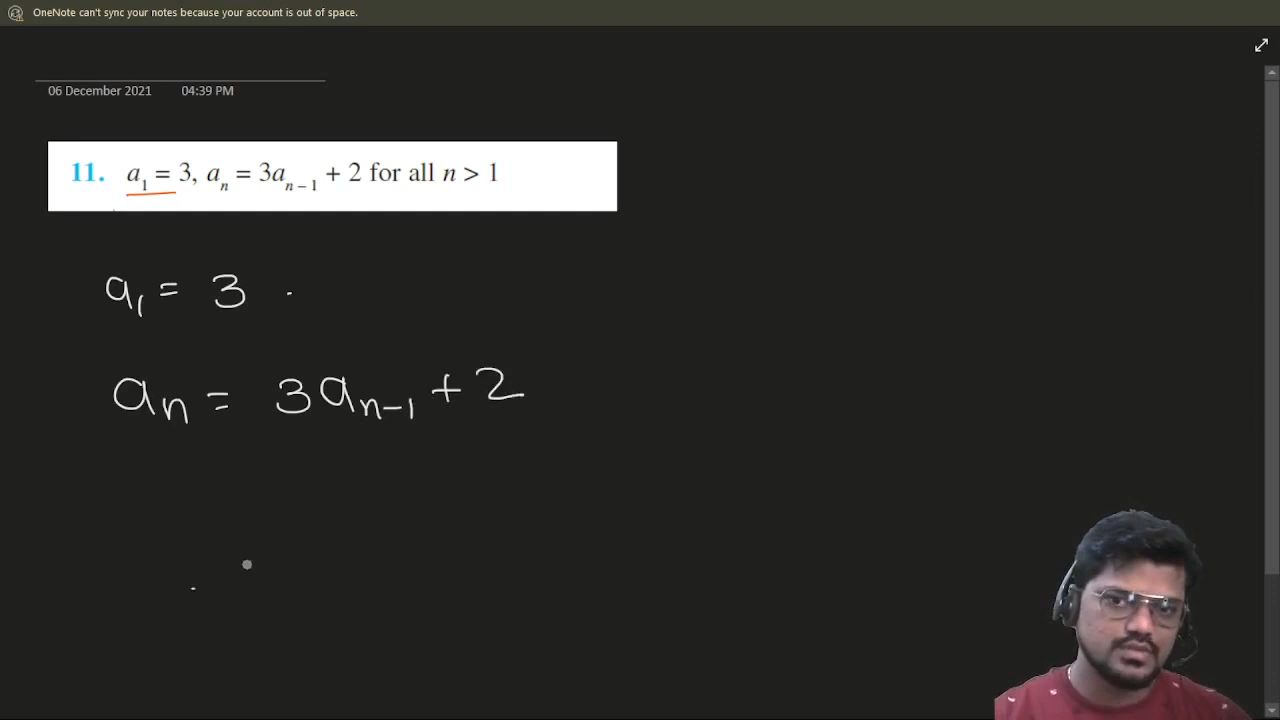 OneNote can't sync your notes because your account is out of space.
06 December 2021 04:39 PM
11. a₁ = 3, aₙ = 3aₙ₋₁ + 2 for all n > 1
a₁ = 3
aₙ = 3aₙ₋₁ + 2